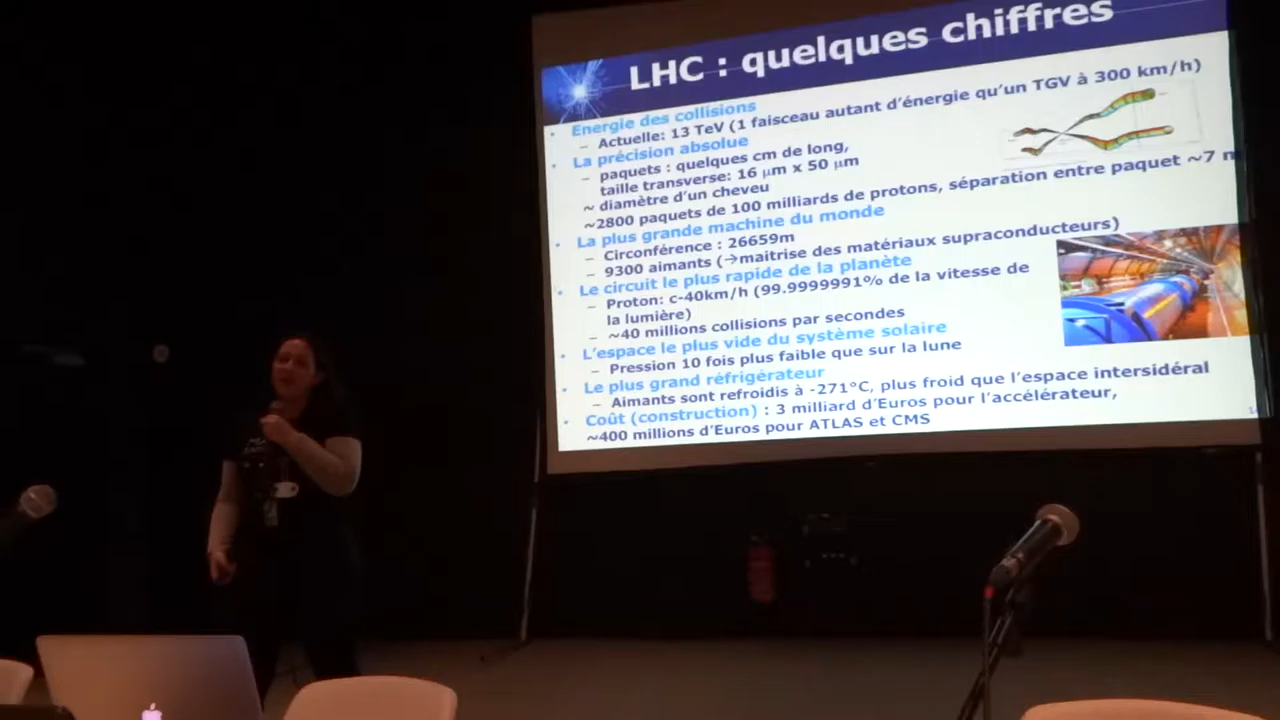 LHC : quelques chiffres
Energie des collisions
– Actuelle: 13 TeV (1 faisceau autant d'énergie qu'un TGV à 300 km/h)
La précision absolue
– paquets : quelques cm de long,
taille transverse: 16 µm x 50 µm
~ diamètre d'un cheveu
~2800 paquets de 100 milliards de protons, séparation entre paquet ~7 m
La plus grande machine du monde
– Circonférence : 26659m
– 9300 aimants (→maitrise des matériaux supraconducteurs)
Le circuit le plus rapide de la planète
– Proton: c-40km/h (99.9999991% de la vitesse de
la lumière)
– ~40 millions collisions par secondes
L'espace le plus vide du système solaire
– Pression 10 fois plus faible que sur la lune
Le plus grand réfrigérateur
– Aimants sont refroidis à -271°C, plus froid que l'espace intersidéral
Coût (construction) : 3 milliard d'Euros pour l'accélérateur,
~400 millions d'Euros pour ATLAS et CMS